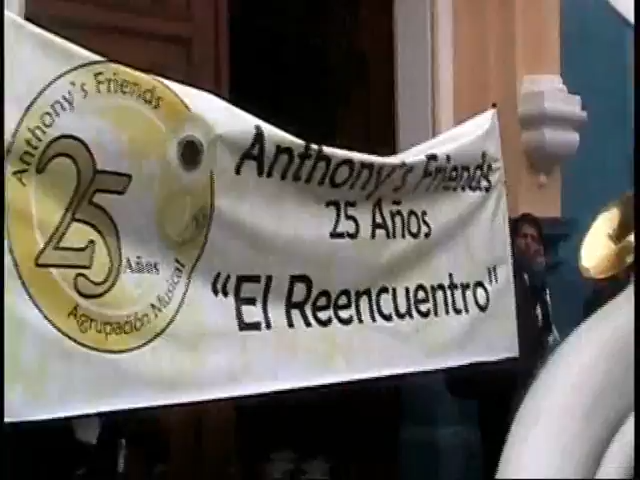 Anthony's Friends
25
Años
Agrupación Musical
Anthony's Friends
25 Años
"El Reencuentro"